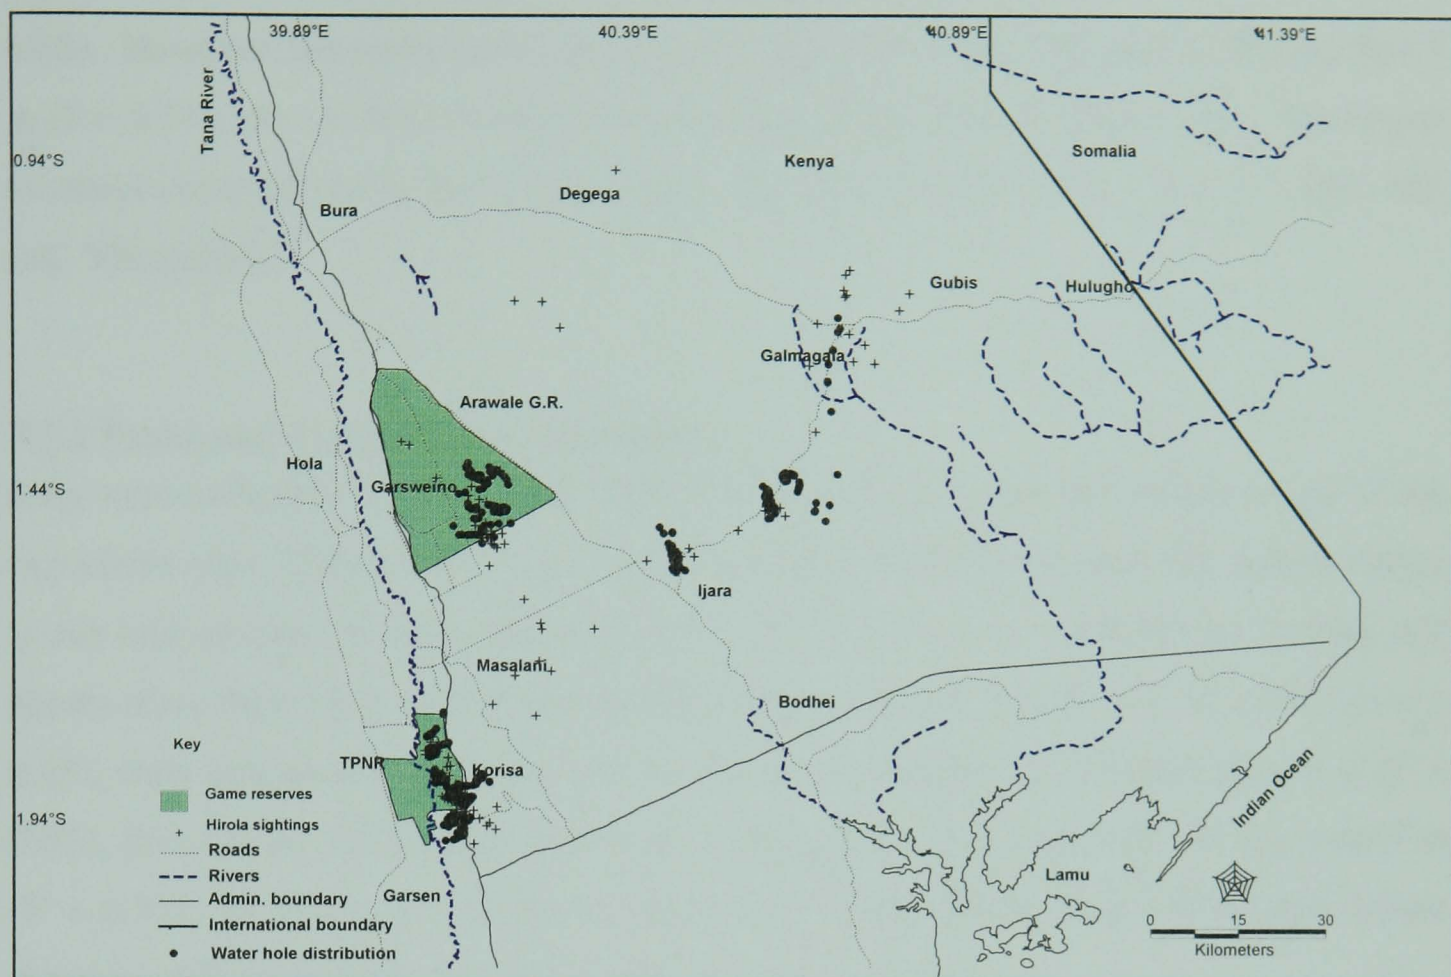 39.89°E
40.39°E
40.89°E
41.39°E
Tana River
0.94°S
Kenya
Somalia
Degega
Bura
Gubis
Hulugho
Galmagala
Arawale G.R.
Hola
1.44°S
Garsweino
Ijara
Masalani
Bodhei
Key
TPNR
Korisa
Game reserves
1.94°S
Hirola sightings
Roads
Rivers
Garsen
Admin. boundary
International boundary
Water hole distribution
Indian Ocean
Lamu
0 15 30
Kilometers